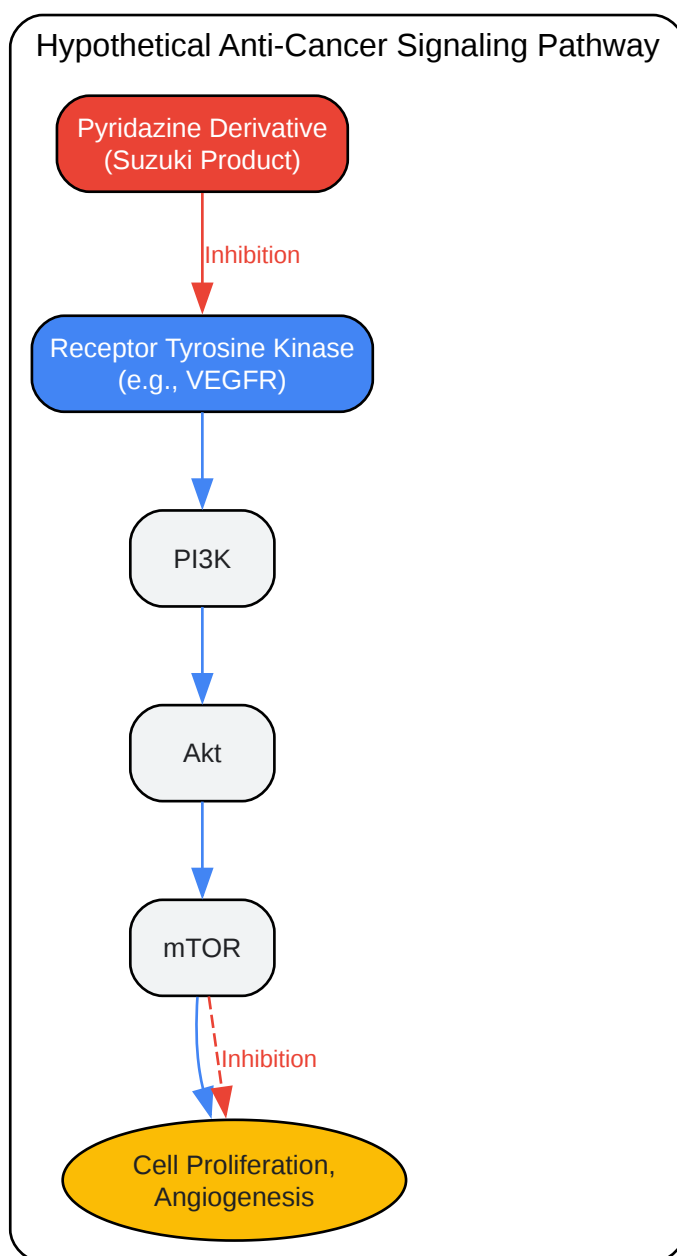 Hypothetical Anti-Cancer Signaling Pathway
Pyridazine Derivative
(Suzuki Product)
Inhibition
Receptor Tyrosine Kinase
(e.g., VEGFR)
PI3K
Akt
mTOR
Inhibition
Cell Proliferation,
Angiogenesis